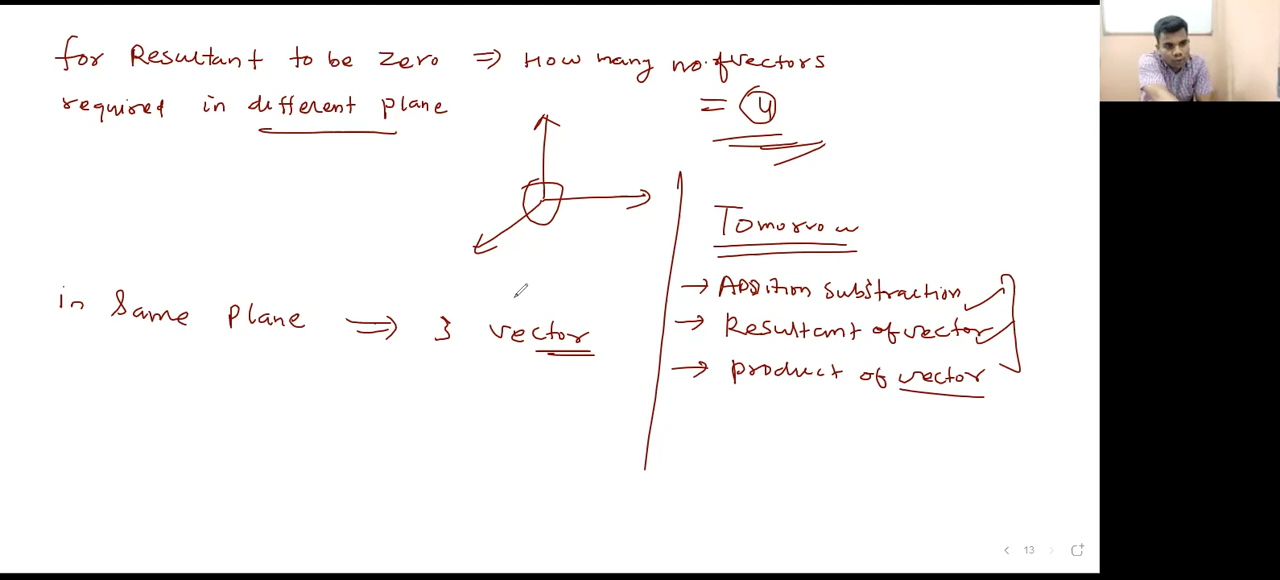 for Resultant to be zero ⇒ How many no. of vectors
required in different plane
= 4
in same plane ⇒ 3 vector
Tomorrow
→ Addition substraction
→ Resultant of vector
→ product of vector
< 13 >